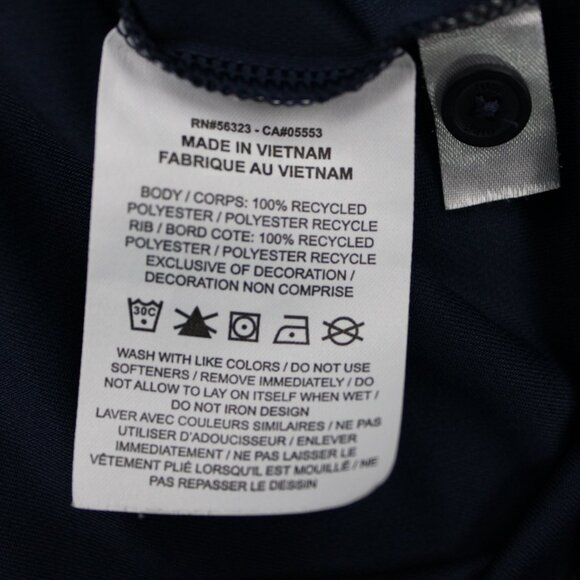 RN#56323 - CA#05553
MADE IN VIETNAM
FABRIQUE AU VIETNAM
BODY / CORPS: 100% RECYCLED
POLYESTER / POLYESTER RECYCLE
RIB / BORD COTE: 100% RECYCLED
POLYESTER / POLYESTER RECYCLE
EXCLUSIVE OF DECORATION /
DECORATION NON COMPRISE
30C
WASH WITH LIKE COLORS / DO NOT USE
SOFTENERS / REMOVE IMMEDIATELY / DO
NOT ALLOW TO LAY ON ITSELF WHEN WET /
DO NOT IRON DESIGN
LAVER AVEC COULEURS SIMILAIRES / NE PAS
UTILISER D'ADOUCISSEUR / ENLEVER
IMMEDIATEMENT / NE PAS LAISSER LE
VÊTEMENT PLIÉ LORSQU'IL EST MOUILLÉ / NE
PAS REPASSER LE DESSIN